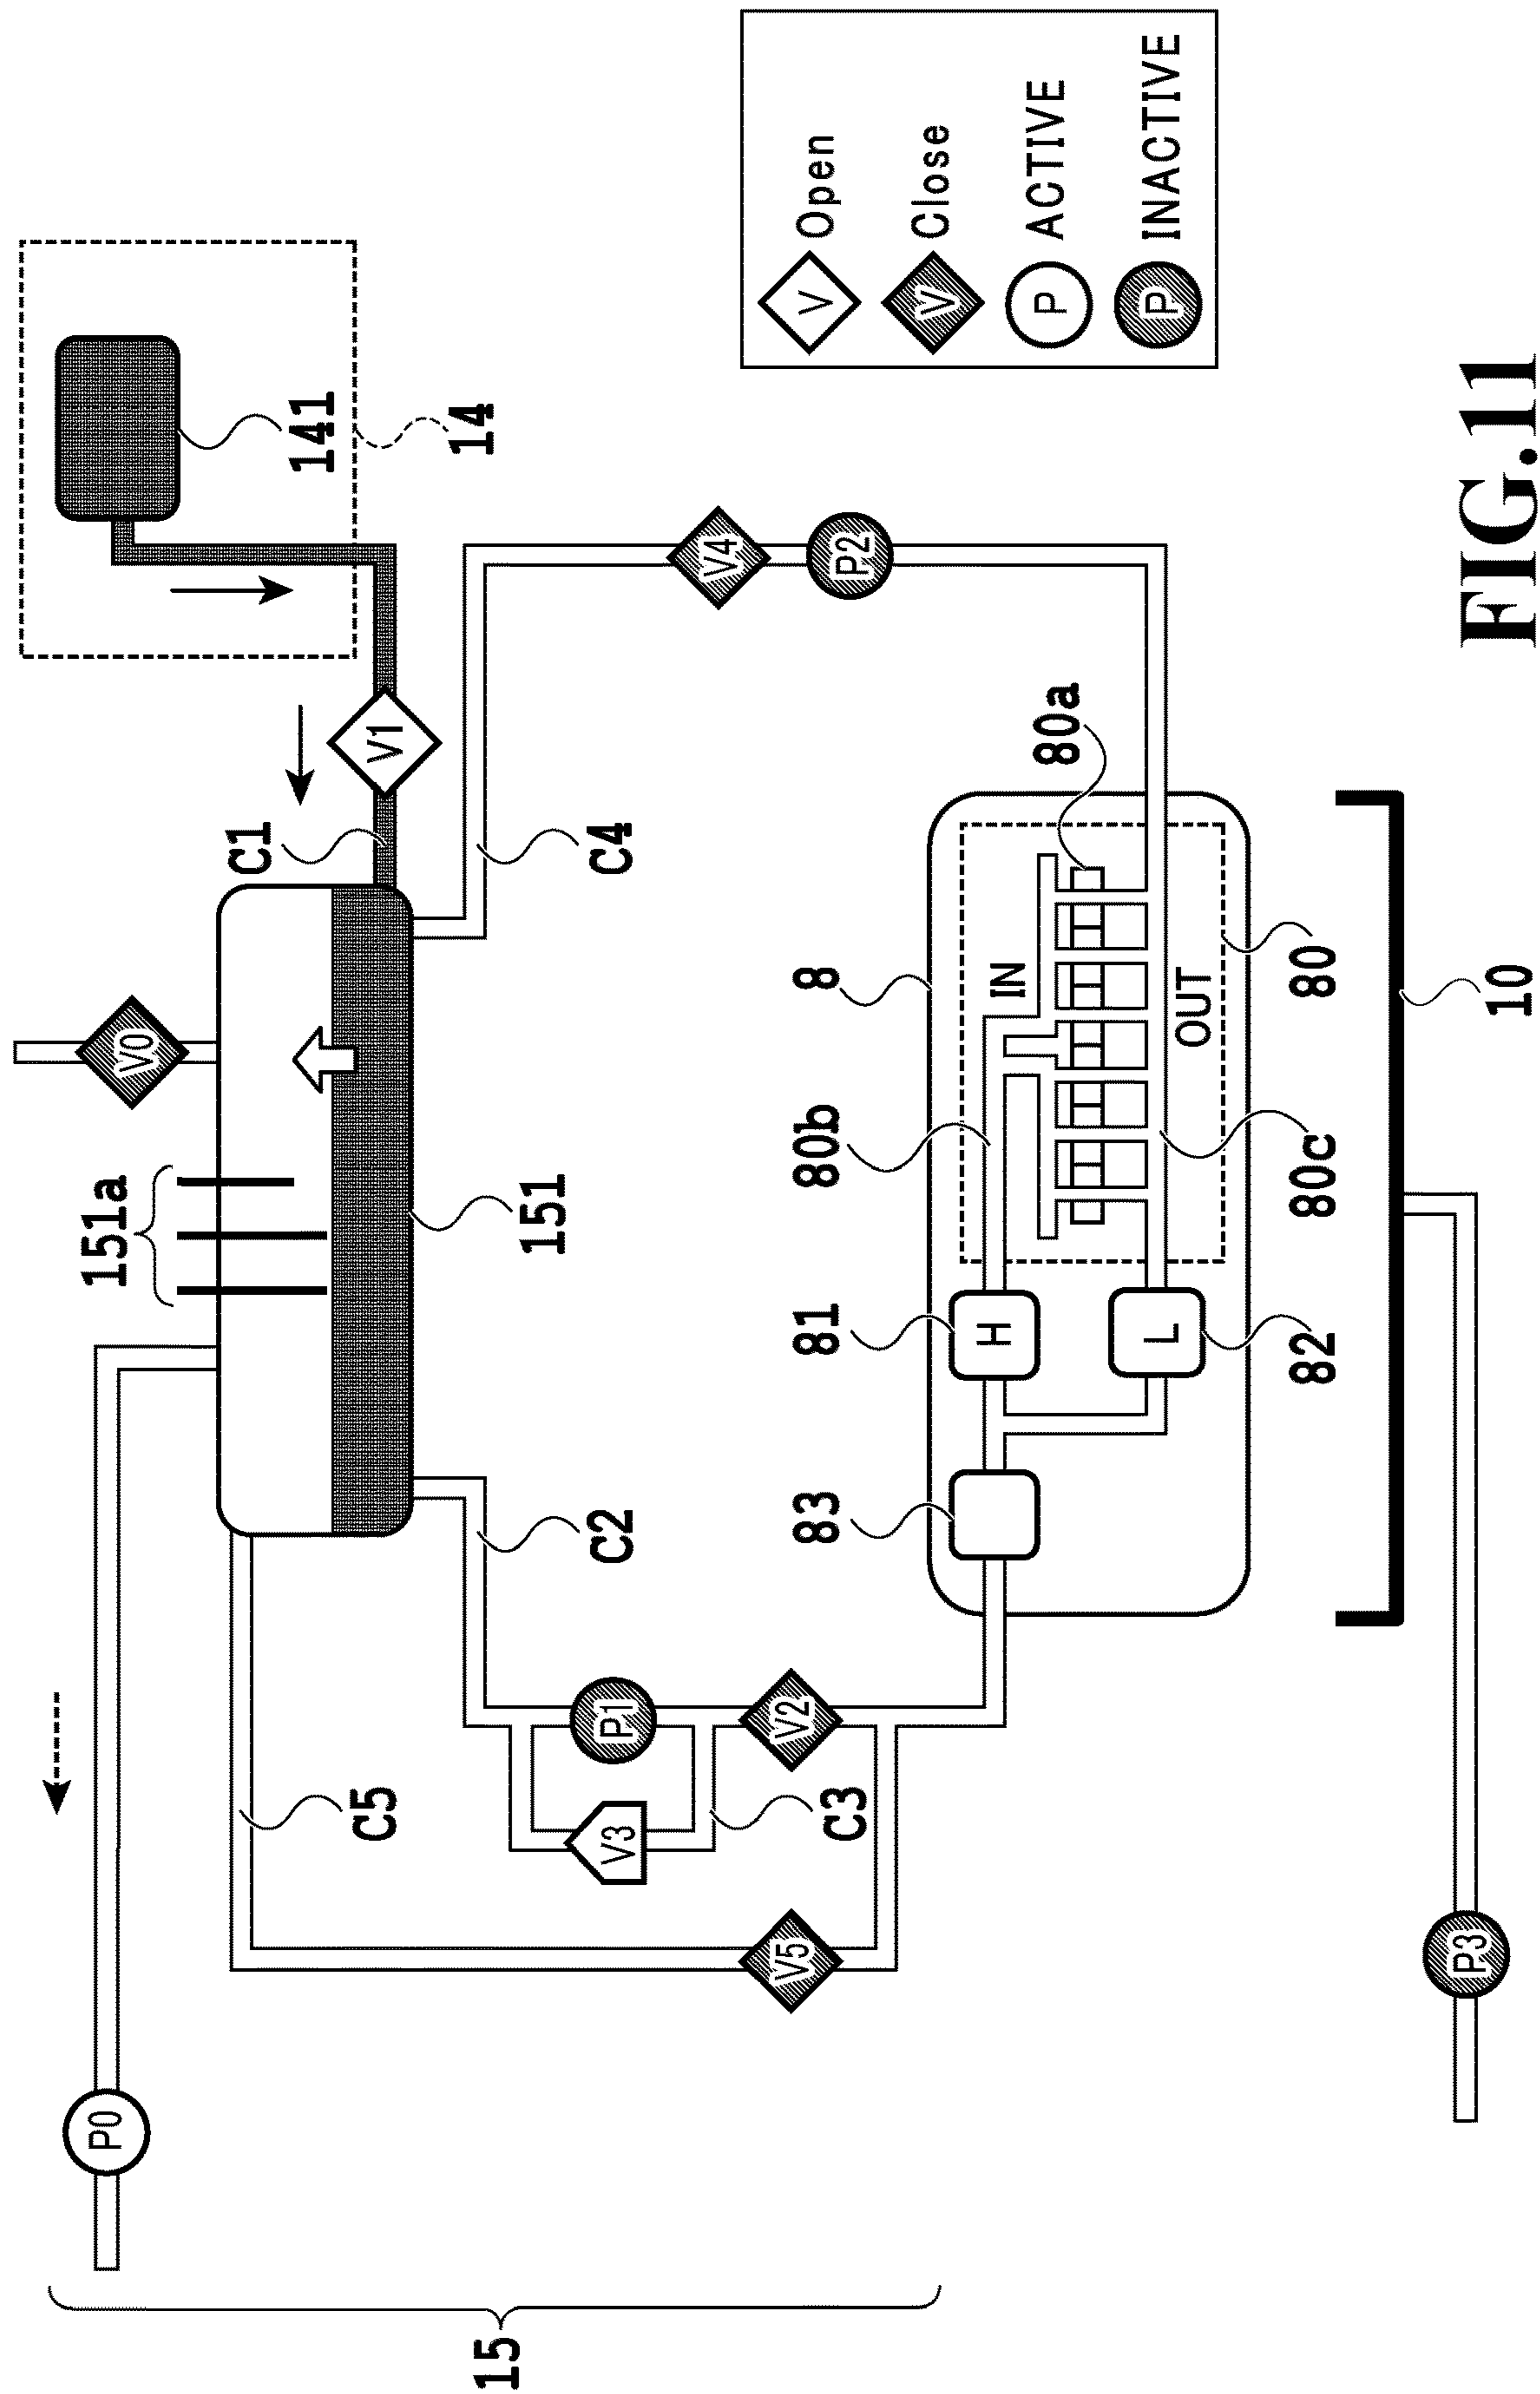 15
P0
C5
V5
V3
C3
P1
V2
C2
151a
V0
151
C1
V1
141
14
C4
V4
P2
83
81
H
82
L
80b
80c
8
IN
OUT
80a
80
10
P3
V Open
V Close
P ACTIVE
P INACTIVE
FIG.11